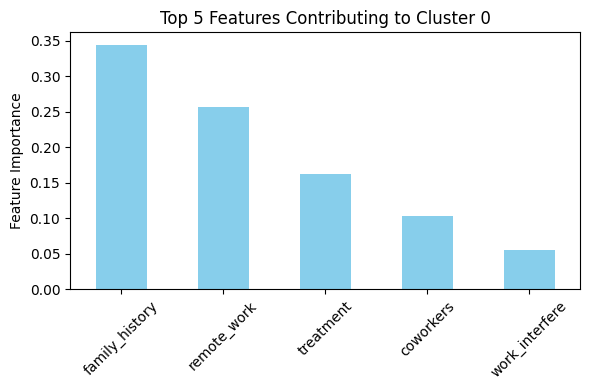 Top 5 Features Contributing to Cluster 0
Feature Importance
0.35
0.30
0.25
0.20
0.15
0.10
0.05
0.00
family_history
remote_work
treatment
coworkers
work_interfere